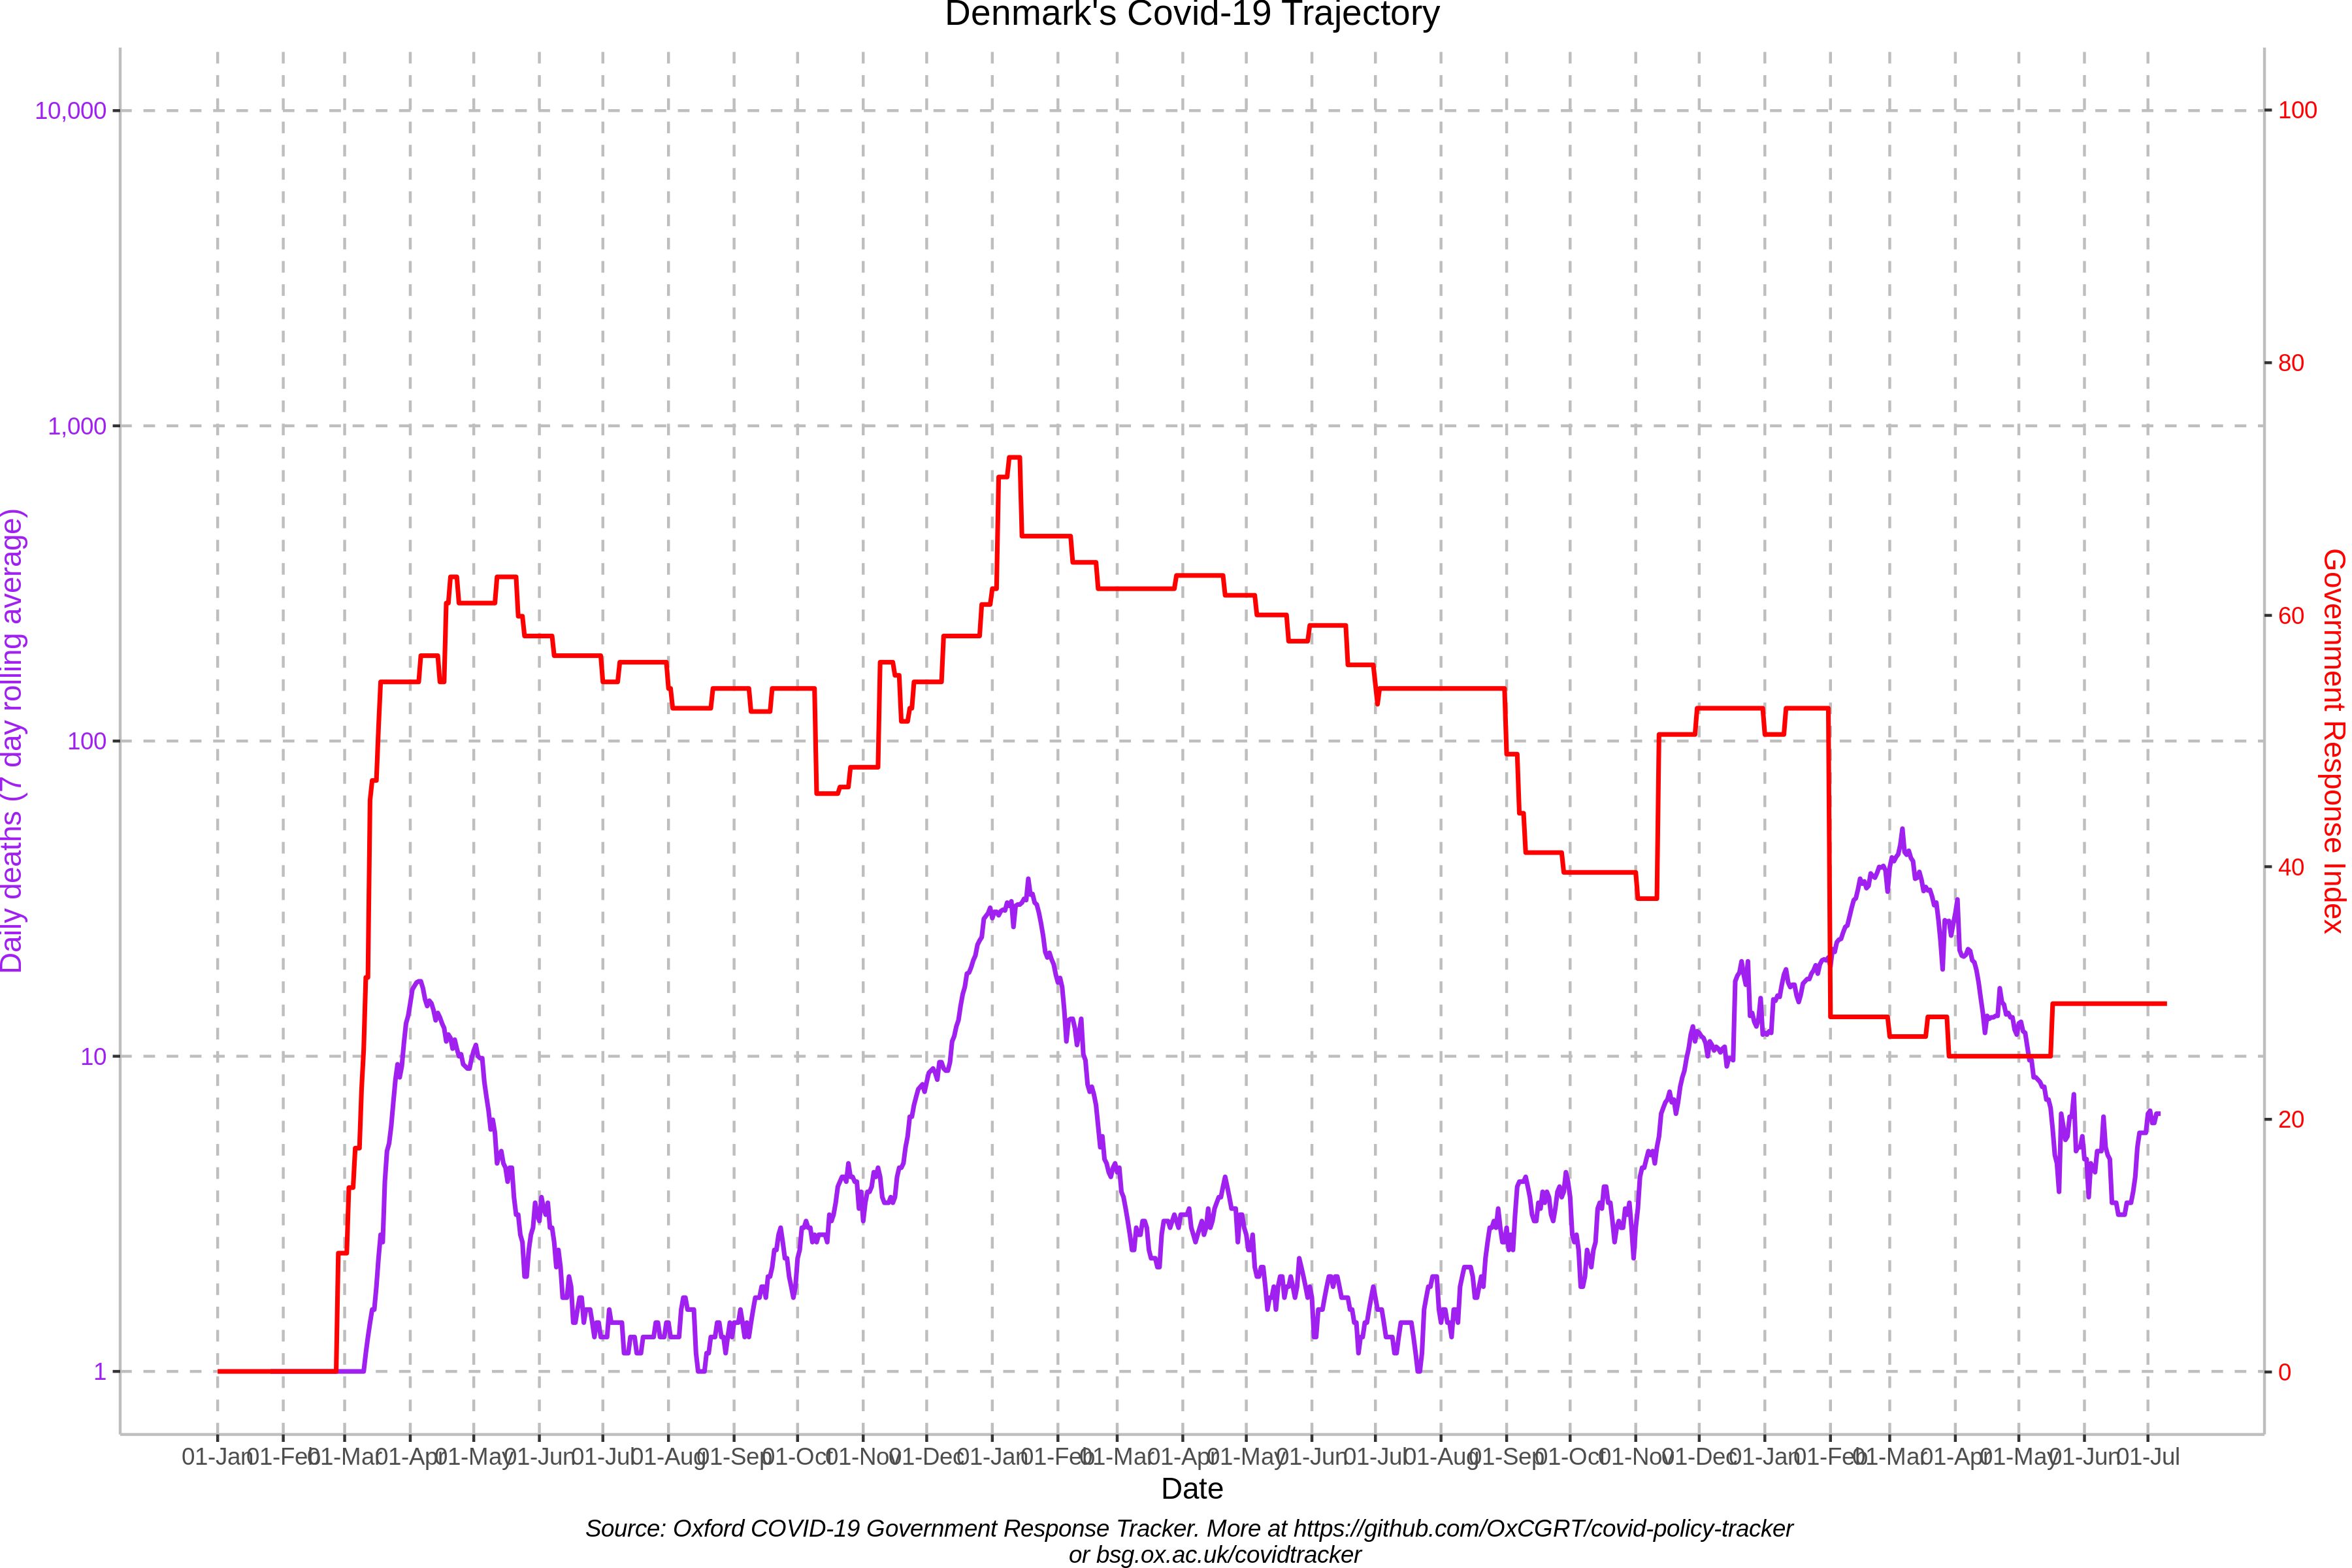 Denmark's Covid-19 Trajectory
10,000
1,000
100
10
1
Daily deaths (7 day rolling average)
100
80
60
40
20
0
Government Response Index
01-Jan 01-Feb 01-Mar 01-Apr 01-May 01-Jun 01-Jul 01-Aug 01-Sep 01-Oct 01-Nov 01-Dec 01-Jan 01-Feb 01-Mar 01-Apr 01-May 01-Jun 01-Jul 01-Aug 01-Sep 01-Oct 01-Nov 01-Dec 01-Jan 01-Feb 01-Mar 01-Apr 01-May 01-Jun 01-Jul
Date
Source: Oxford COVID-19 Government Response Tracker. More at https://github.com/OxCGRT/covid-policy-tracker
or bsg.ox.ac.uk/covidtracker